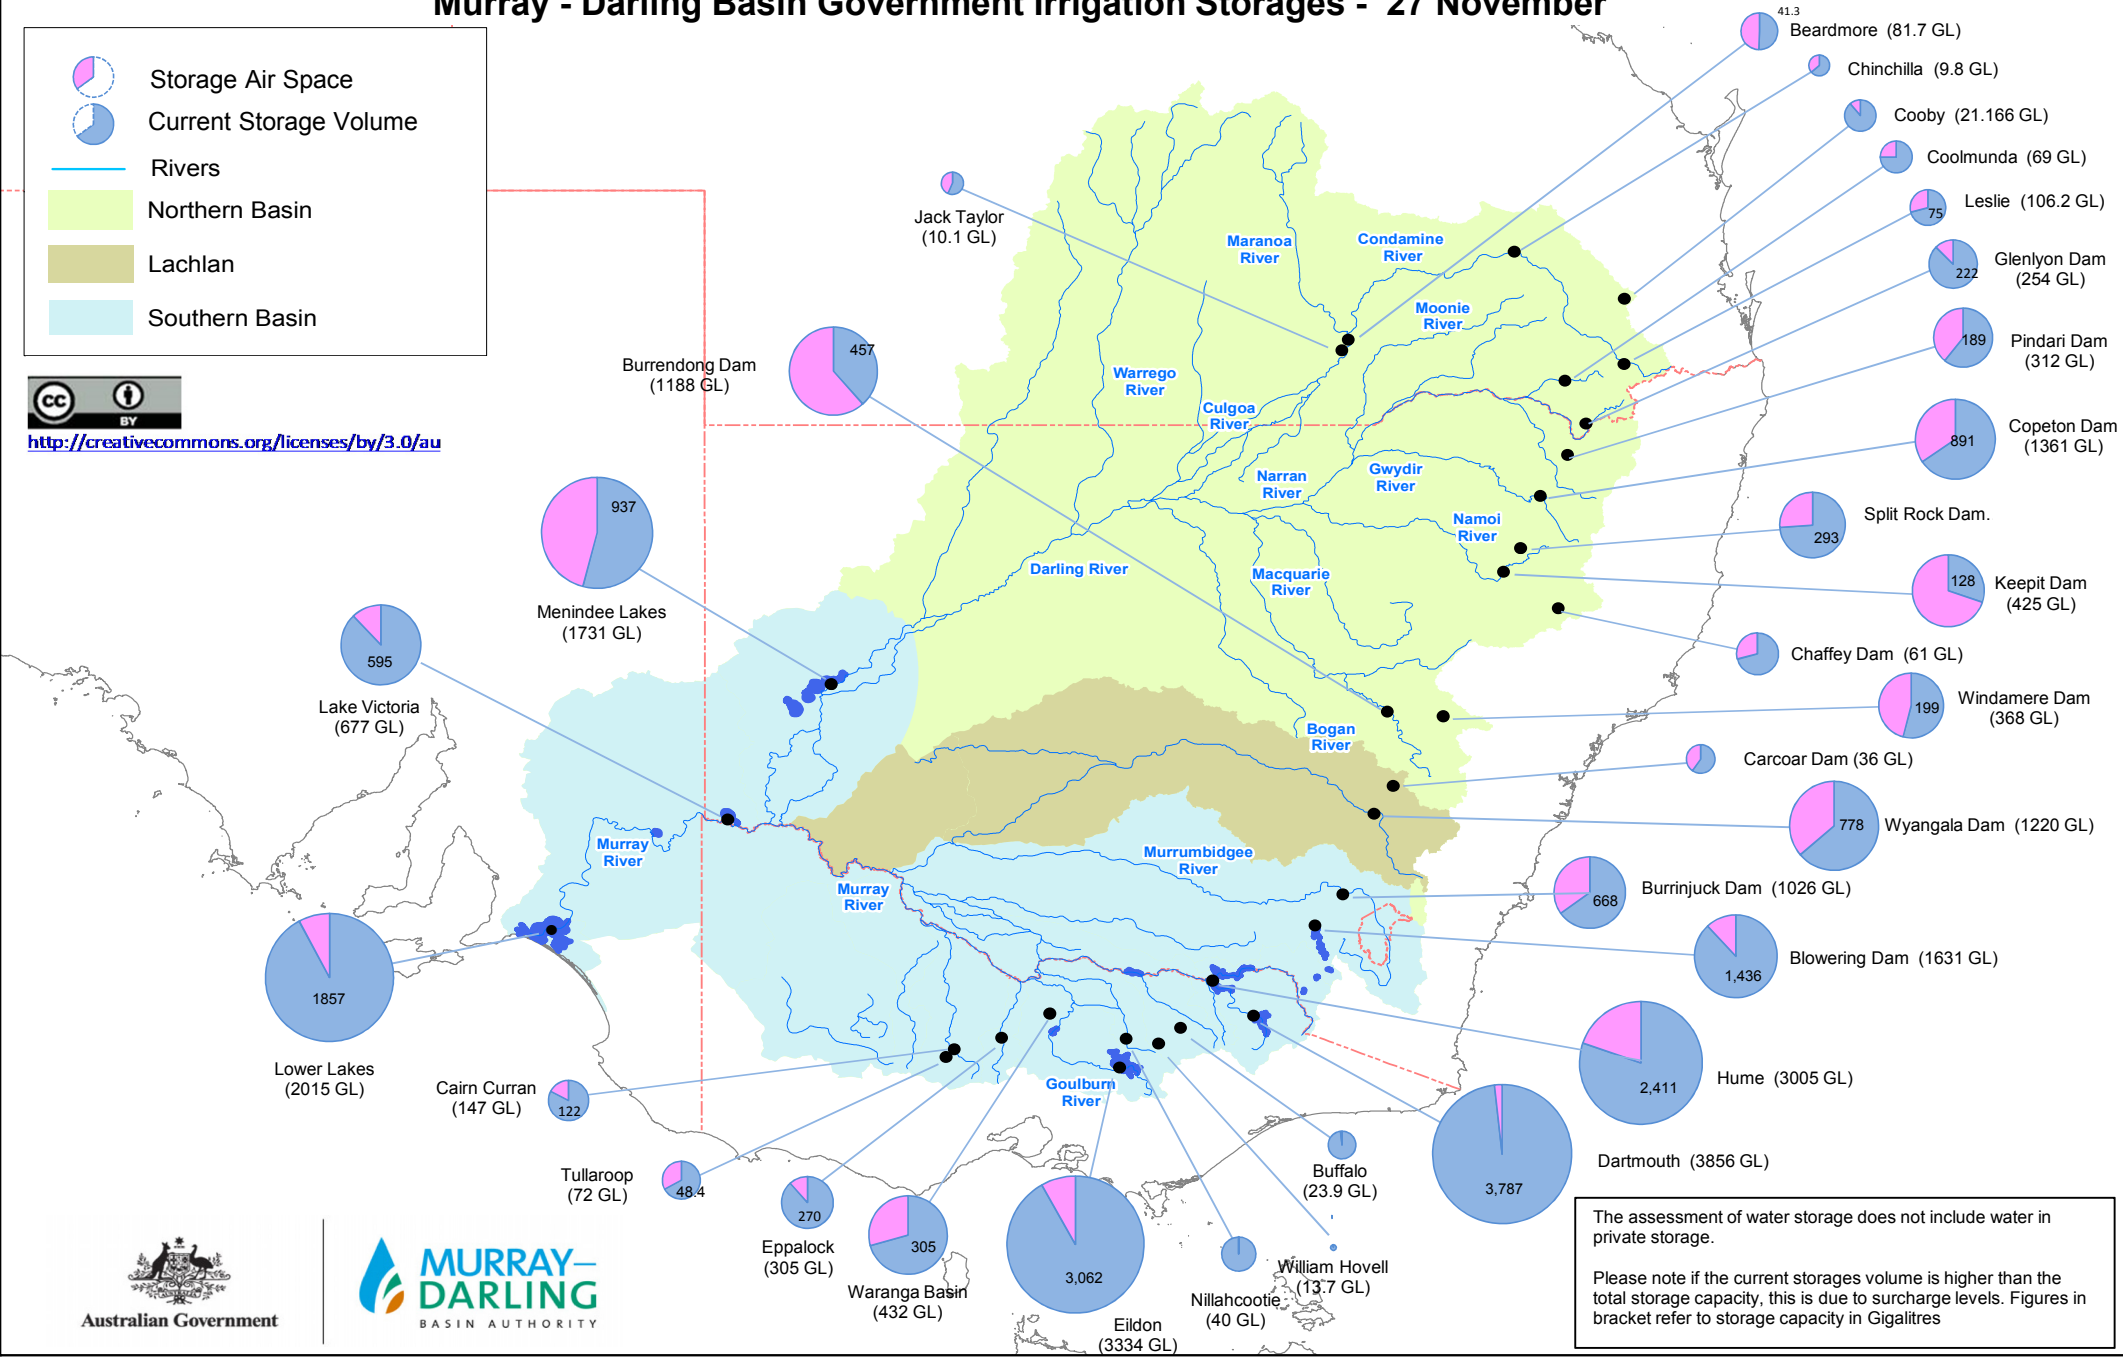 Murray - Darling Basin Government Irrigation Storages - 27 November
Storage Air Space
Current Storage Volume
Rivers
Northern Basin
Lachlan
Southern Basin
cc
BY
http://creativecommons.org/licenses/by/3.0/au
41.3
Beardmore (81.7 GL)
Chinchilla (9.8 GL)
Cooby (21.166 GL)
Coolmunda (69 GL)
Leslie (106.2 GL)
75
Glenlyon Dam
(254 GL)
222
Pindari Dam
(312 GL)
189
Copeton Dam
(1361 GL)
891
Split Rock Dam.
293
Keepit Dam
(425 GL)
128
Chaffey Dam (61 GL)
Windamere Dam
(368 GL)
199
Carcoar Dam (36 GL)
778
Wyangala Dam (1220 GL)
Burrinjuck Dam (1026 GL)
668
Blowering Dam (1631 GL)
1,436
Hume (3005 GL)
2,411
Dartmouth (3856 GL)
3,787
Jack Taylor
(10.1 GL)
Burrendong Dam
(1188 GL)
457
Menindee Lakes
(1731 GL)
937
595
Lake Victoria
(677 GL)
1857
Lower Lakes
(2015 GL)
Cairn Curran
(147 GL)
122
Tullaroop
(72 GL)
48.4
270
Eppalock
(305 GL)
305
Waranga Basin
(432 GL)
3,062
Eildon
(3334 GL)
Nillahcootie
(40 GL)
William Hovell
(13.7 GL)
Buffalo
(23.9 GL)
Maranoa
River
Condamine
River
Moonie
River
Warrego
River
Culgoa
River
Narran
River
Gwydir
River
Namoi
River
Darling River
Macquarie
River
Bogan
River
Murray
River
Murray
River
Murrumbidgee
River
Goulburn
River
Australian Government
MURRAY–
DARLING
BASIN AUTHORITY
The assessment of water storage does not include water in
private storage.
Please note if the current storages volume is higher than the
total storage capacity, this is due to surcharge levels. Figures in
bracket refer to storage capacity in Gigalitres